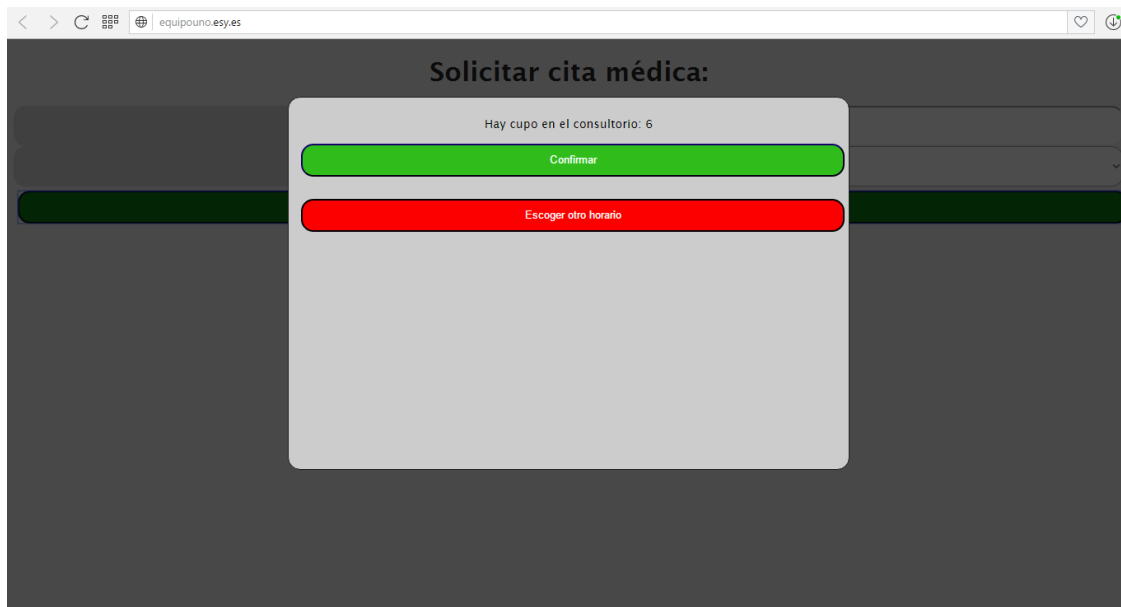 equipouno.esy.es
Solicitar cita médica:
Hay cupo en el consultorio: 6
Confirmar
Escoger otro horario